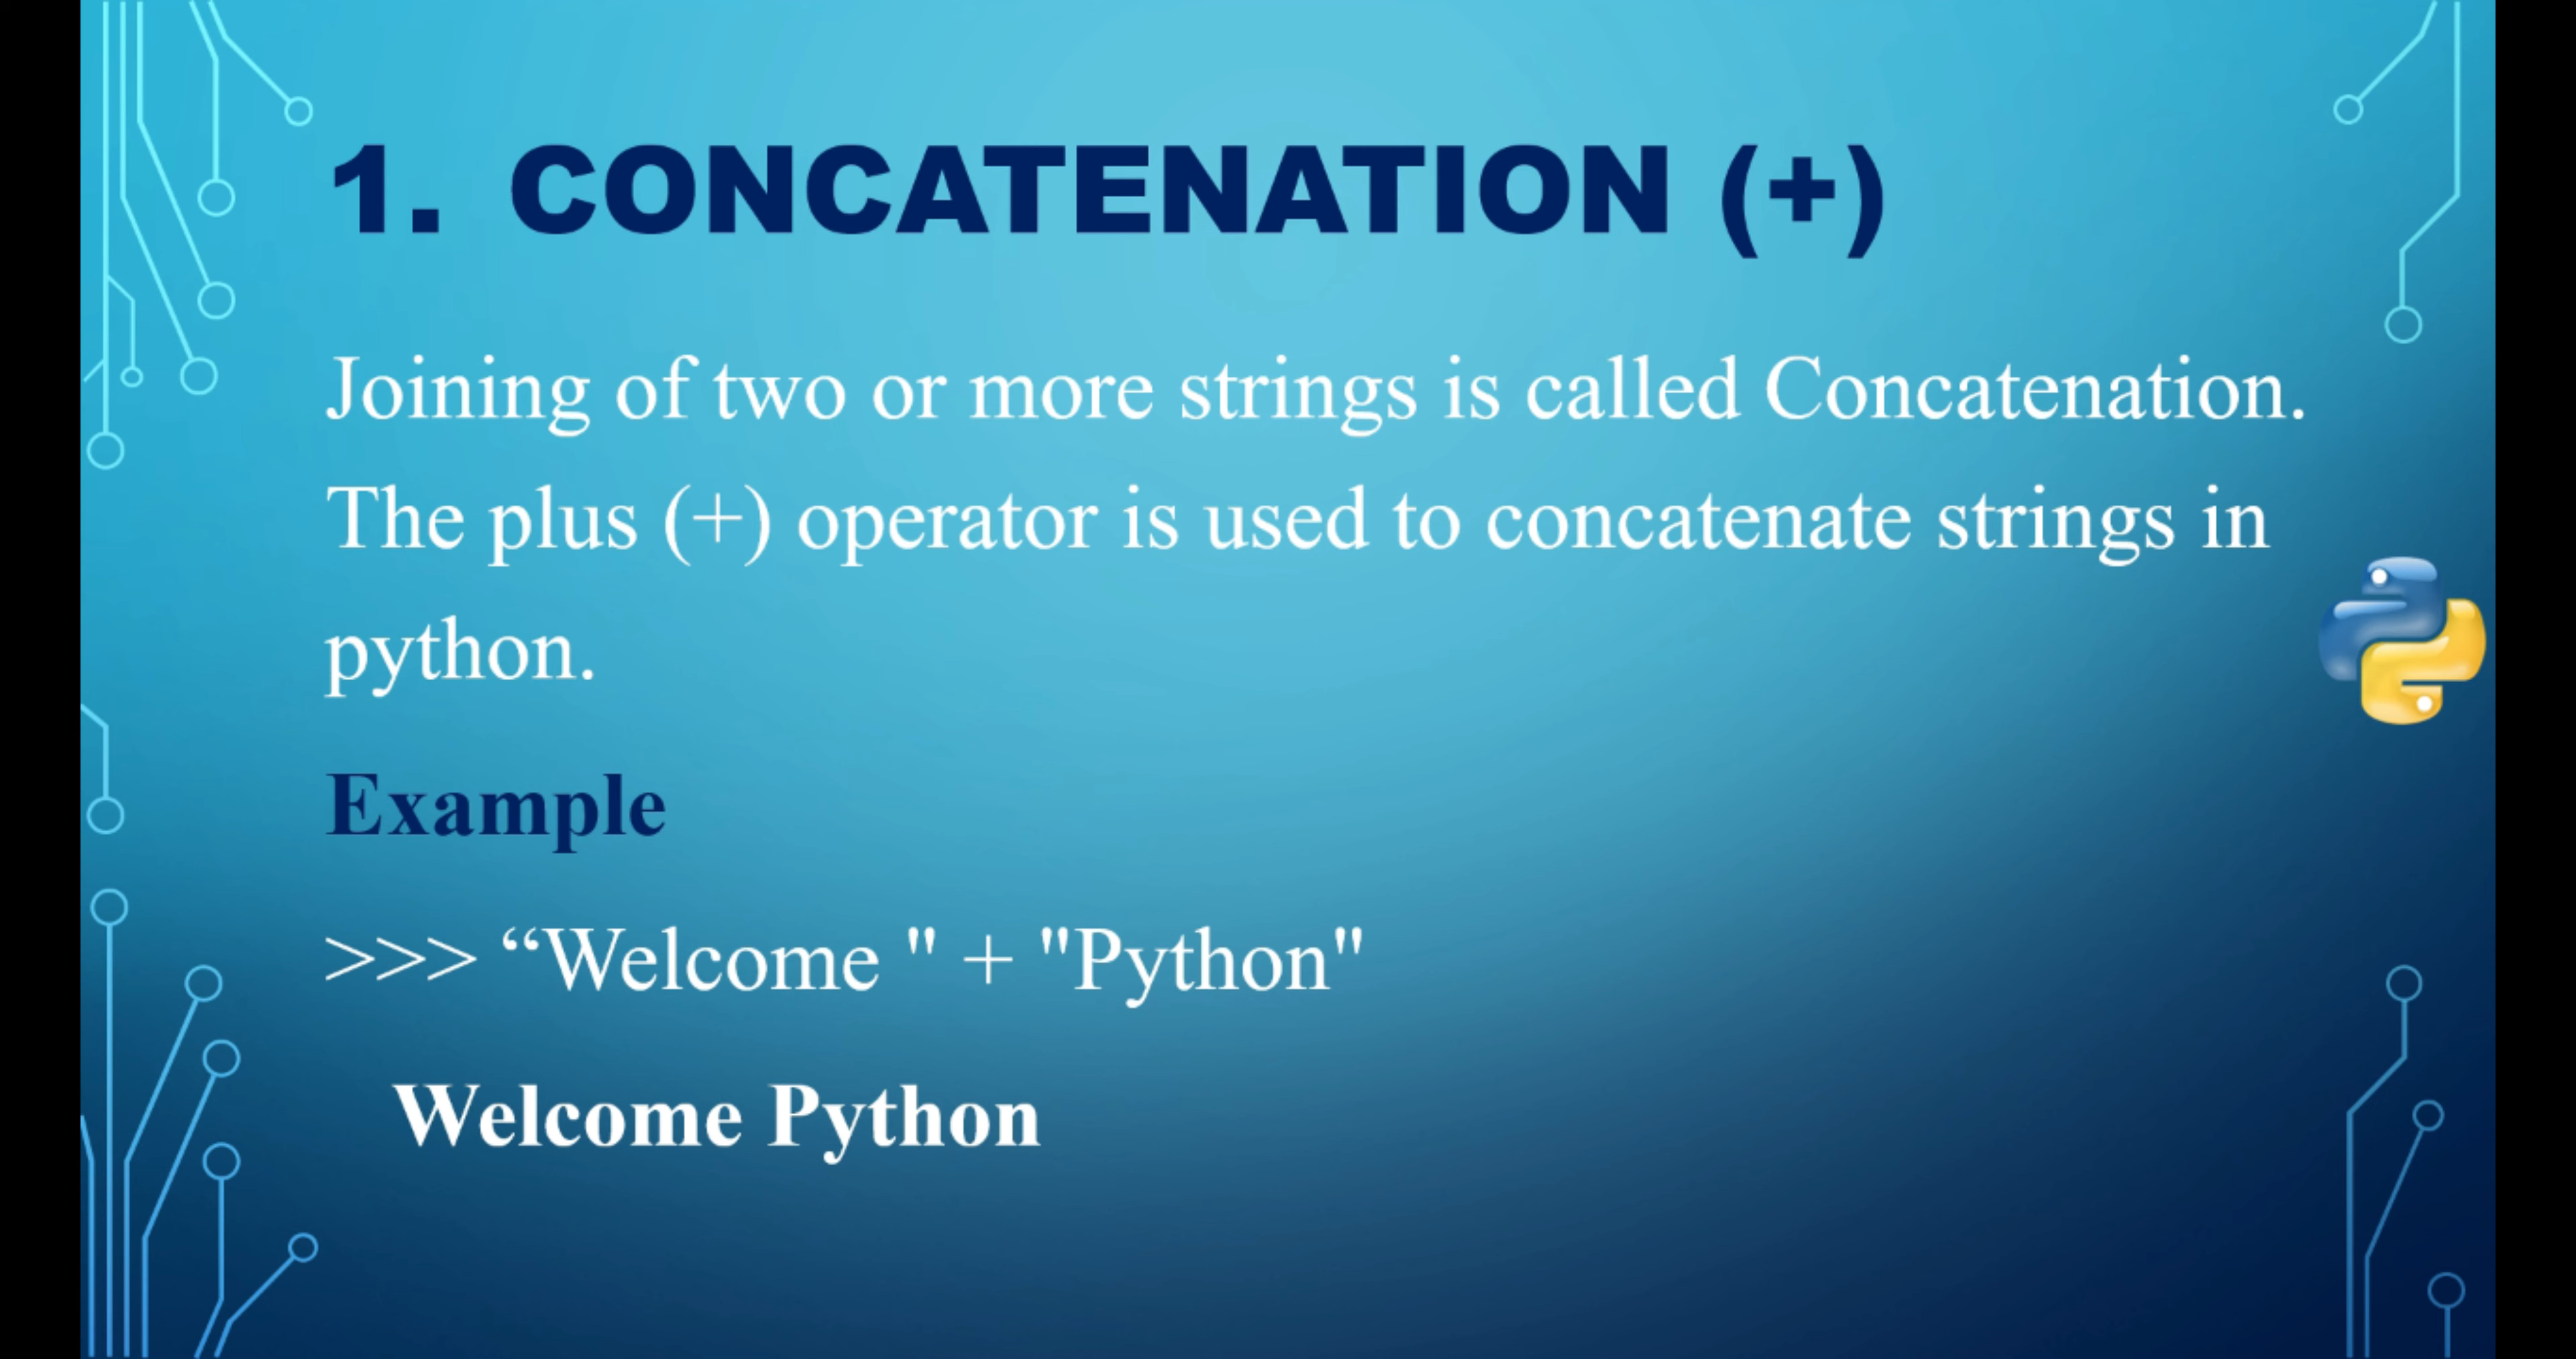 1. CONCATENATION (+)
Joining of two or more strings is called Concatenation.
The plus (+) operator is used to concatenate strings in
python.
Example
>>> “Welcome " + "Python"
Welcome Python